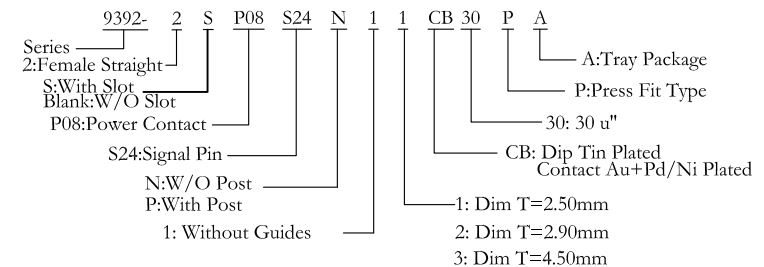 9392- 2 S P08 S24 N 1 1 CB 30 P A
Series
2:Female Straight
S:With Slot
Blank:W/O Slot
P08:Power Contact
S24:Signal Pin
N:W/O Post
P:With Post
1: Without Guides
A:Tray Package
P:Press Fit Type
30: 30 u"
CB: Dip Tin Plated
Contact Au+Pd/Ni Plated
1: Dim T=2.50mm
2: Dim T=2.90mm
3: Dim T=4.50mm